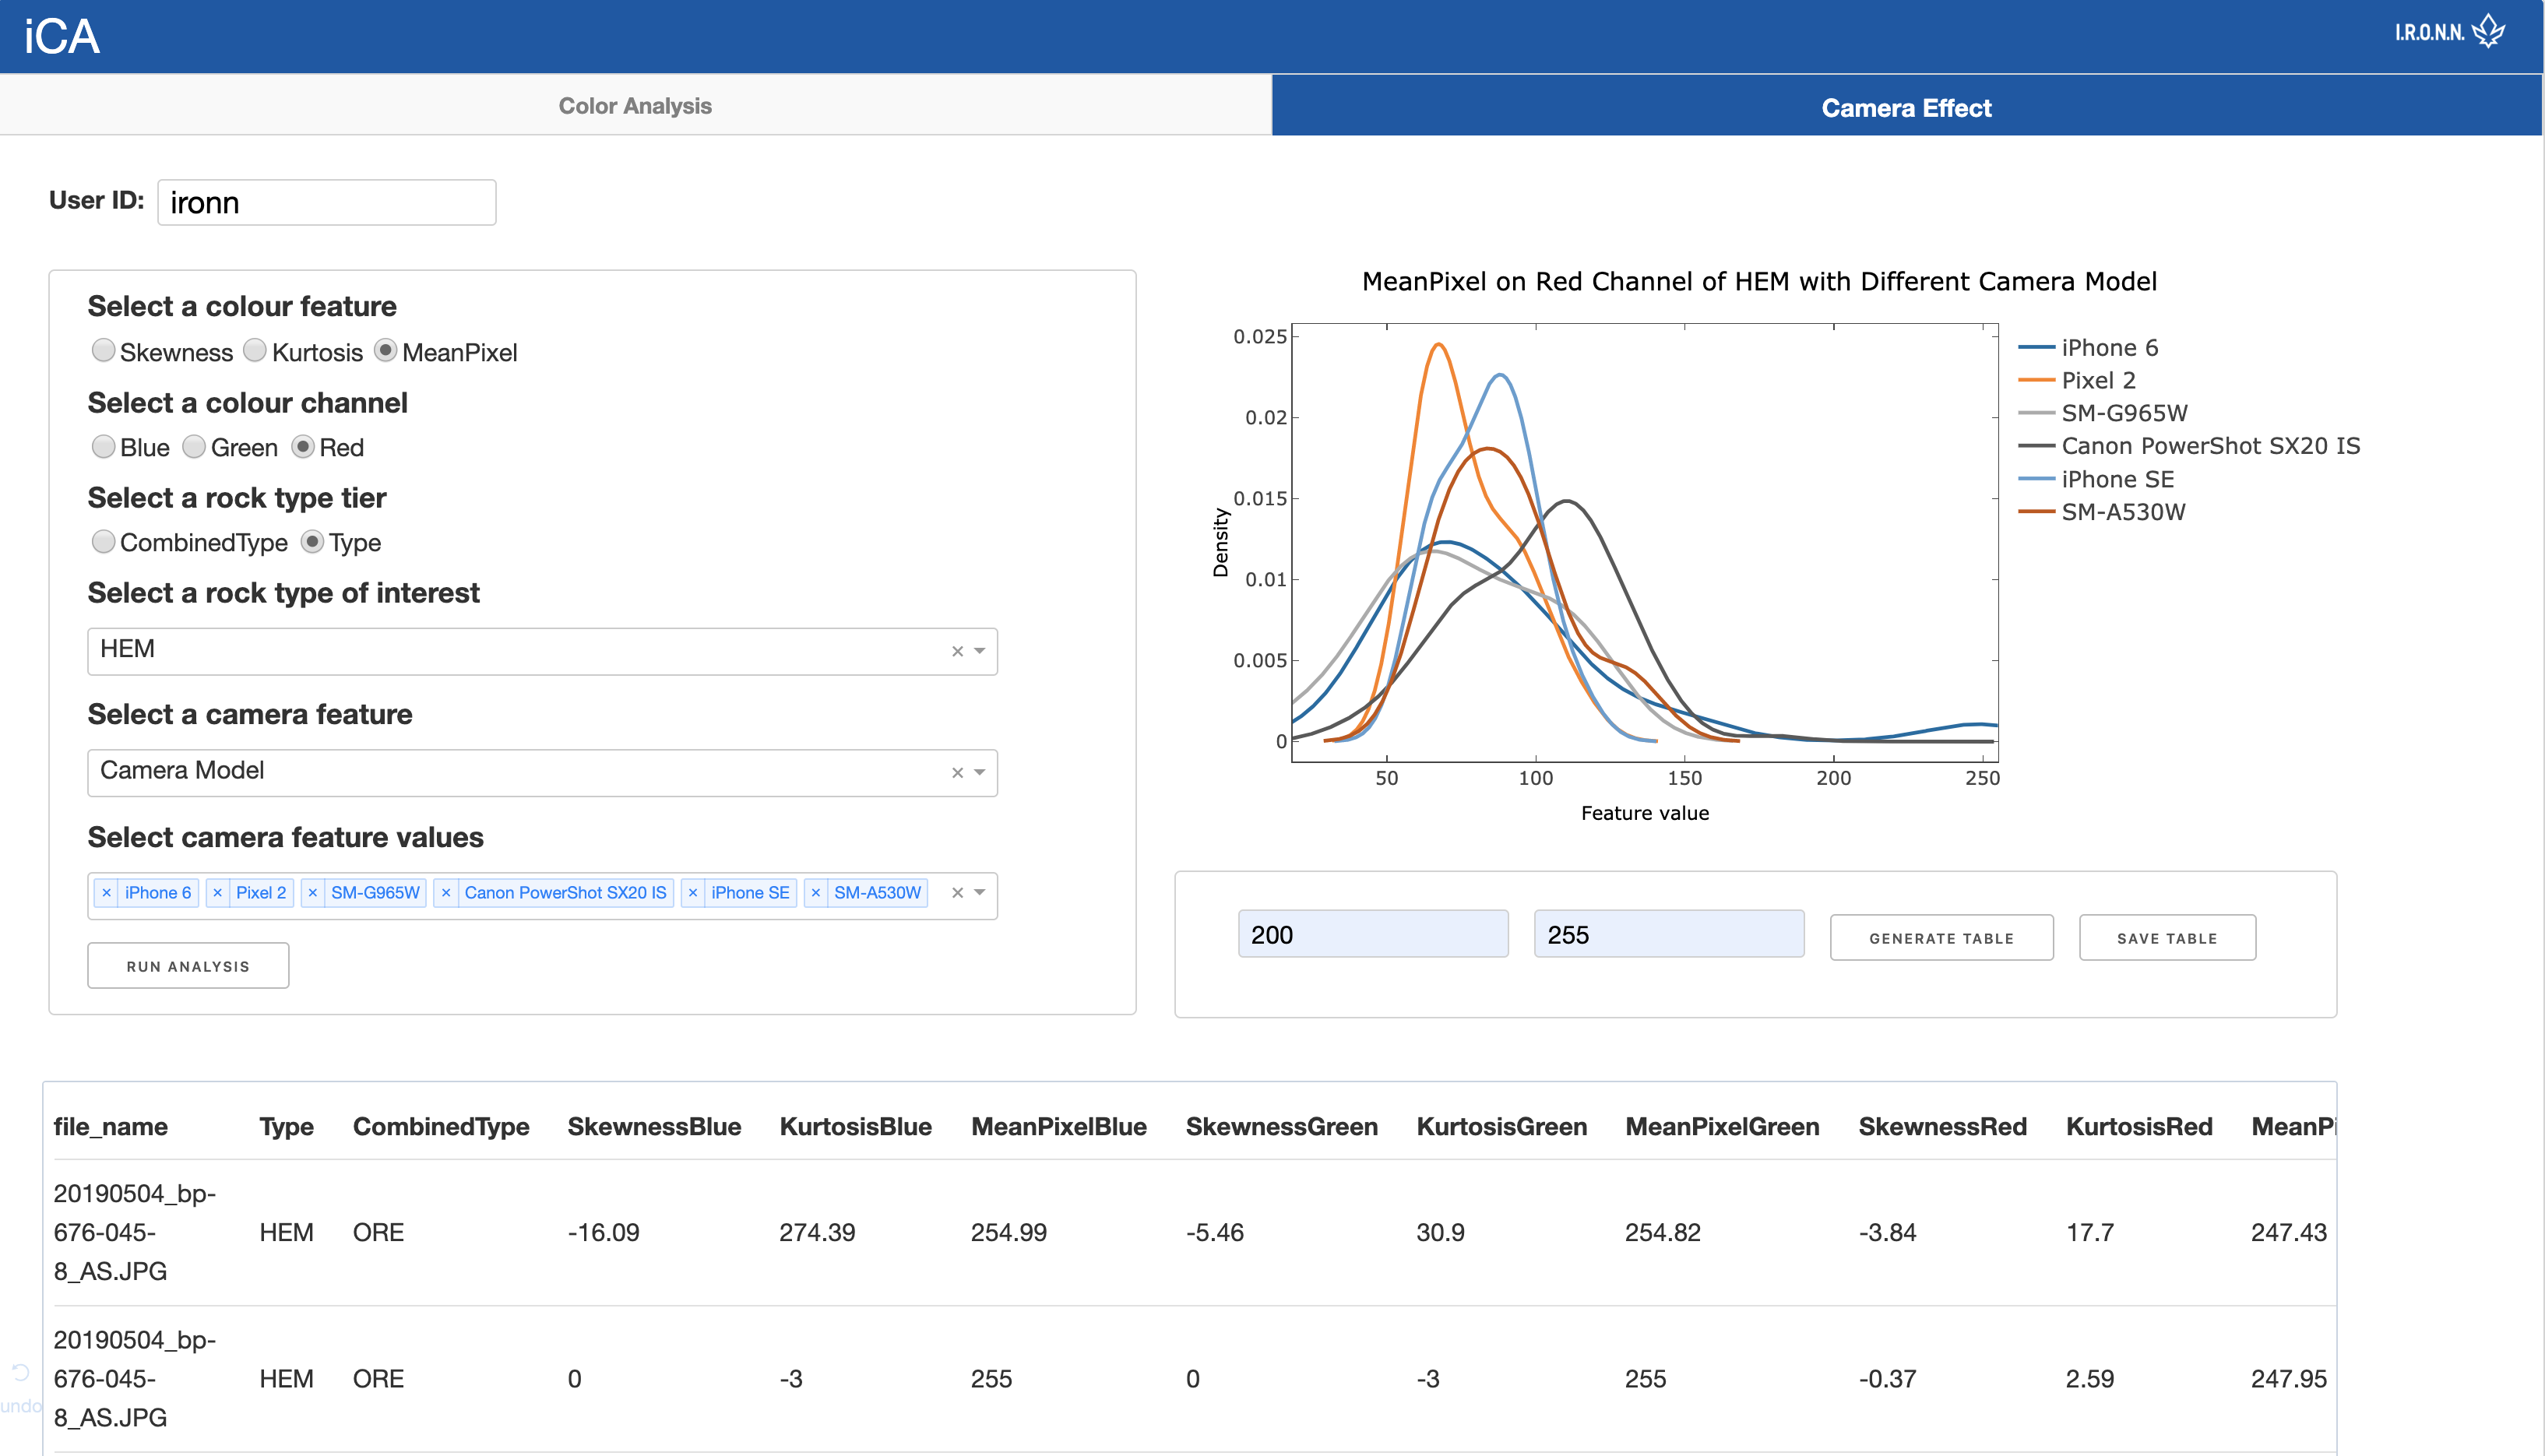 iCA
I.R.O.N.N.
Color Analysis
Camera Effect
User ID: ironn
Select a colour feature
Skewness Kurtosis MeanPixel
Select a colour channel
Blue Green Red
Select a rock type tier
CombinedType Type
Select a rock type of interest
HEM ×
Select a camera feature
Camera Model ×
Select camera feature values
× iPhone 6 × Pixel 2 × SM-G965W × Canon PowerShot SX20 IS × iPhone SE × SM-A530W ×
RUN ANALYSIS
MeanPixel on Red Channel of HEM with Different Camera Model
0.025
0.02
0.015
0.01
0.005
0
Density
50 100 150 200 250
Feature value
iPhone 6
Pixel 2
SM-G965W
Canon PowerShot SX20 IS
iPhone SE
SM-A530W
200 255 GENERATE TABLE SAVE TABLE
file_name Type CombinedType SkewnessBlue KurtosisBlue MeanPixelBlue SkewnessGreen KurtosisGreen MeanPixelGreen SkewnessRed KurtosisRed MeanPi
20190504_bp-
676-045- HEM ORE -16.09 274.39 254.99 -5.46 30.9 254.82 -3.84 17.7 247.43
8_AS.JPG
20190504_bp-
676-045- HEM ORE 0 -3 255 0 -3 255 -0.37 2.59 247.95
8_AS.JPG
undo